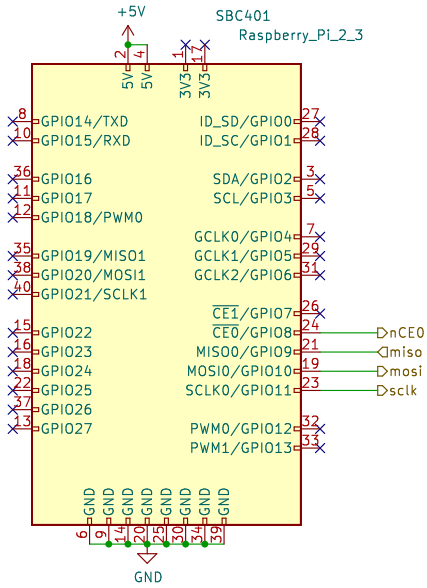 +5V
SBC401
Raspberry_Pi_2_3
2 4 1 17
5V 5V 3V3 3V3
8 GPIO14/TXD ID_SD/GPIO0 27
10 GPIO15/RXD ID_SC/GPIO1 28
36 GPIO16 SDA/GPIO2 3
11 GPIO17 SCL/GPIO3 5
12 GPIO18/PWM0
GCLK0/GPIO4 7
35 GPIO19/MISO1 GCLK1/GPIO5 29
38 GPIO20/MOSI1 GCLK2/GPIO6 31
40 GPIO21/SCLK1
CE1/GPIO7 26
15 GPIO22 CE0/GPIO8 24 nCE0
16 GPIO23 MISO0/GPIO9 21 miso
18 GPIO24 MOSI0/GPIO10 19 mosi
22 GPIO25 SCLK0/GPIO11 23 sclk
37 GPIO26
13 GPIO27 PWM0/GPIO12 32
PWM1/GPIO13 33
GND GND GND GND GND GND GND GND
6 9 14 20 25 30 34 39
GND